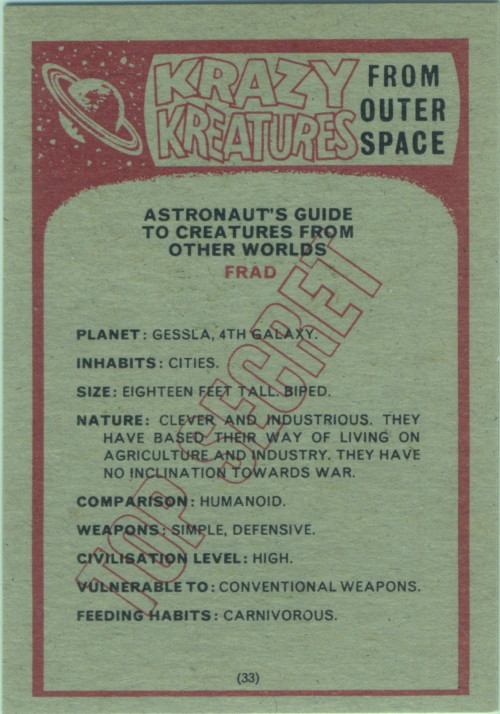 KRAZY
KREATURES
FROM
OUTER
SPACE
ASTRONAUT'S GUIDE
TO CREATURES FROM
OTHER WORLDS
FRAD
TOP SECRET
PLANET: GESSLA, 4TH GALAXY.
INHABITS: CITIES.
SIZE: EIGHTEEN FEET TALL. BIPED.
NATURE: CLEVER AND INDUSTRIOUS. THEY
HAVE BASED THEIR WAY OF LIVING ON
AGRICULTURE AND INDUSTRY. THEY HAVE
NO INCLINATION TOWARDS WAR.
COMPARISON: HUMANOID.
WEAPONS: SIMPLE, DEFENSIVE.
CIVILISATION LEVEL: HIGH.
VULNERABLE TO: CONVENTIONAL WEAPONS.
FEEDING HABITS: CARNIVOROUS.
(33)